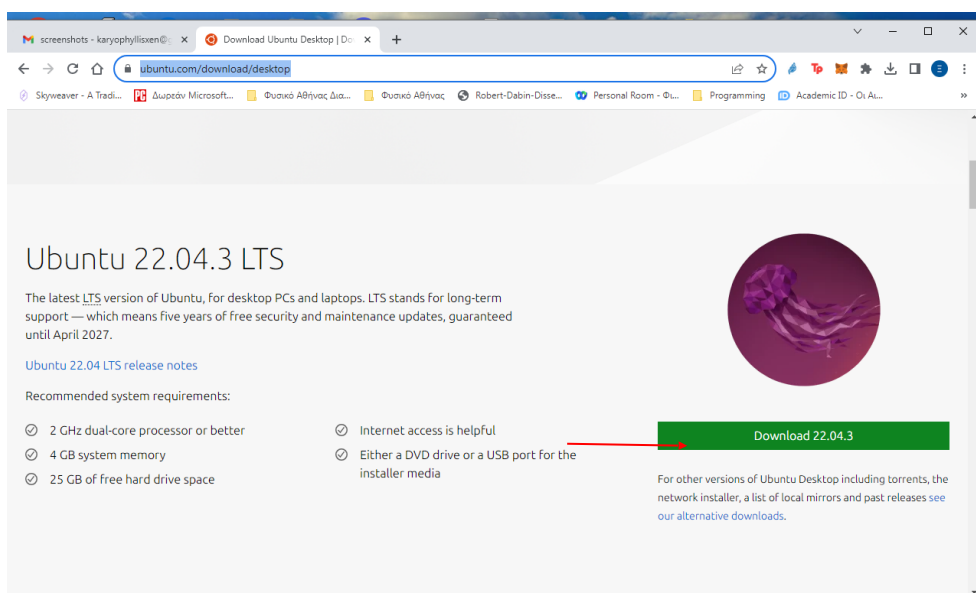 screenshots - karyophyllisxen@g
Download Ubuntu Desktop | Do
ubuntu.com/download/desktop
Tp
Ξ
Skyweaver - A Tradi...
Δωρεάν Microsoft...
Φυσικό Αθήνας Δια...
Φυσικό Αθήνας
Robert-Dabin-Disse...
Personal Room - Φι...
Programming
Academic ID - Οι Ακ...
»
Ubuntu 22.04.3 LTS
The latest LTS version of Ubuntu, for desktop PCs and laptops. LTS stands for long-term
support — which means five years of free security and maintenance updates, guaranteed
until April 2027.
Ubuntu 22.04 LTS release notes
Recommended system requirements:
2 GHz dual-core processor or better
4 GB system memory
25 GB of free hard drive space
Internet access is helpful
Either a DVD drive or a USB port for the
installer media
Download 22.04.3
For other versions of Ubuntu Desktop including torrents, the
network installer, a list of local mirrors and past releases see
our alternative downloads.